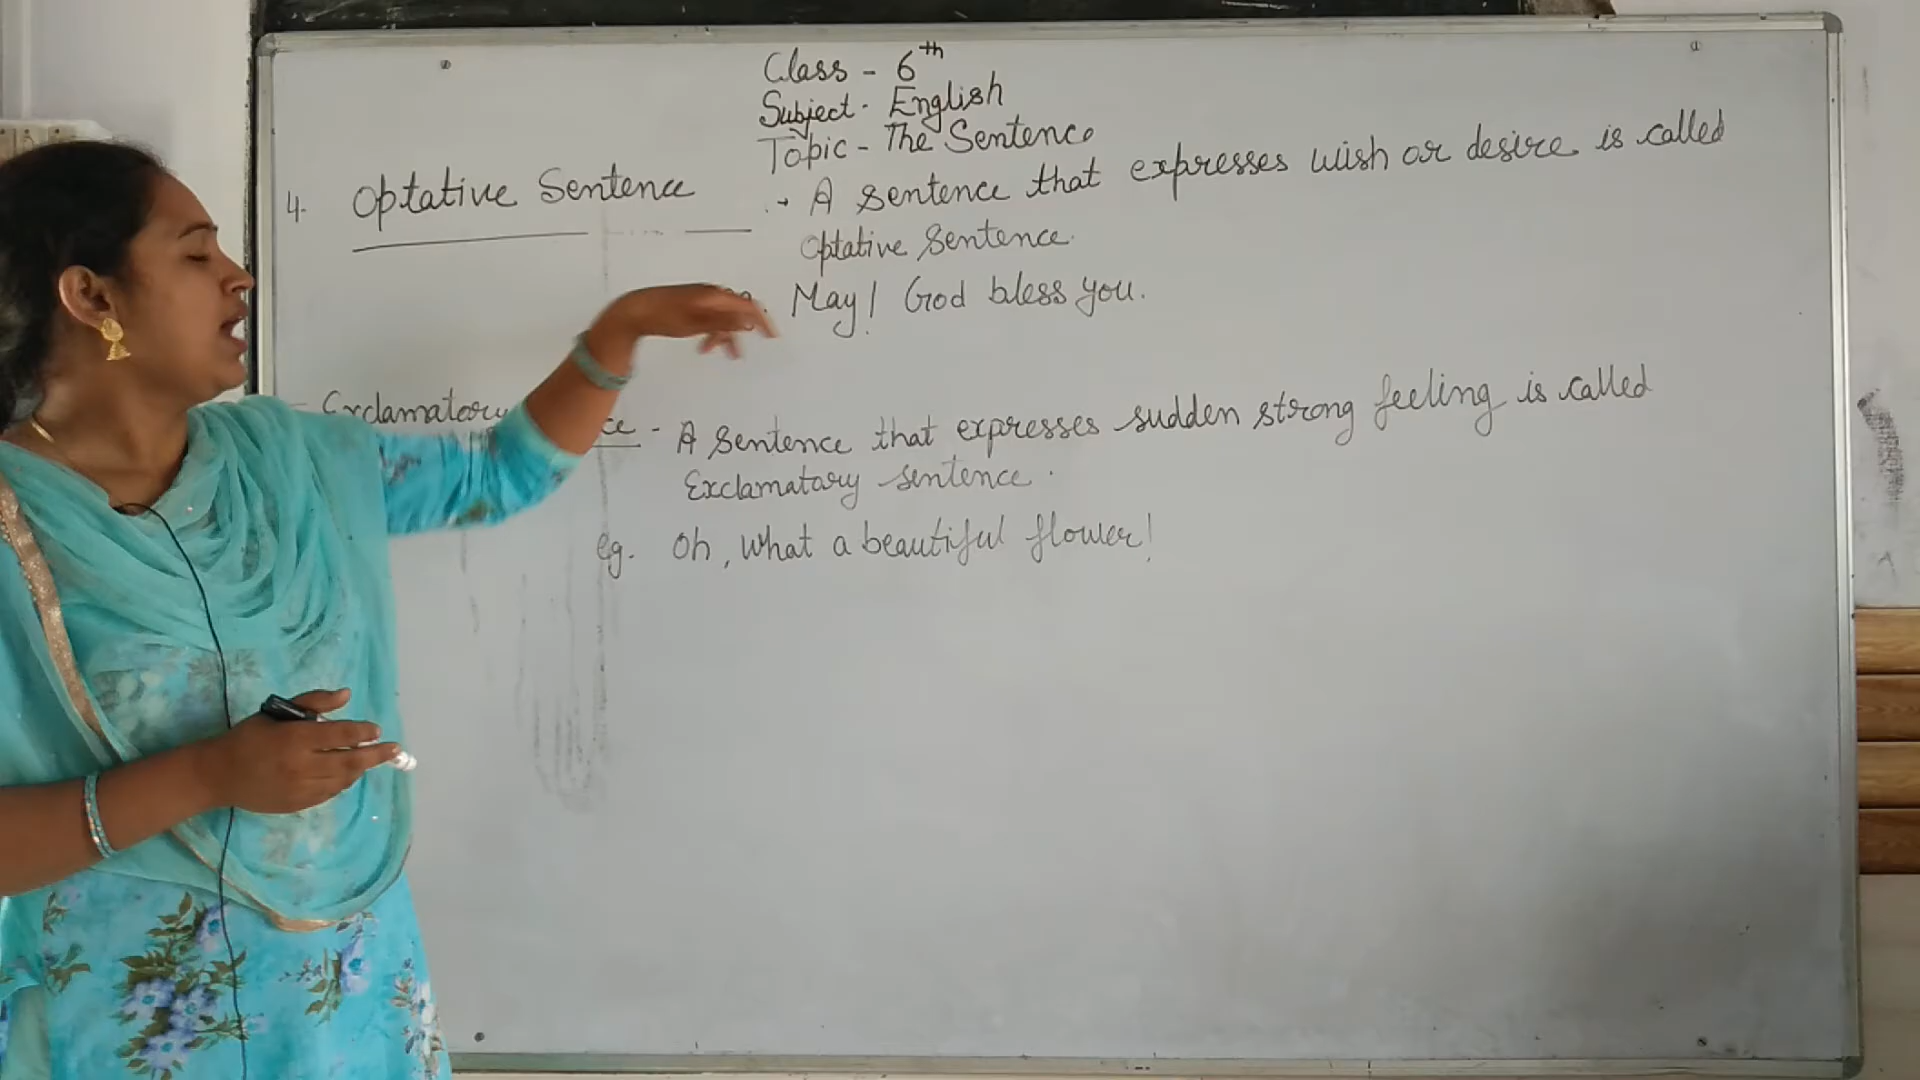 Class - 6th
Subject - English
Topic - The Sentence
4. Optative Sentence :- A sentence that expresses wish or desire is called
Optative Sentence.
May! God bless you.
Exclamatory - A Sentence that expresses sudden strong feeling is called
Exclamatory sentence.
eg. Oh, what a beautiful flower!